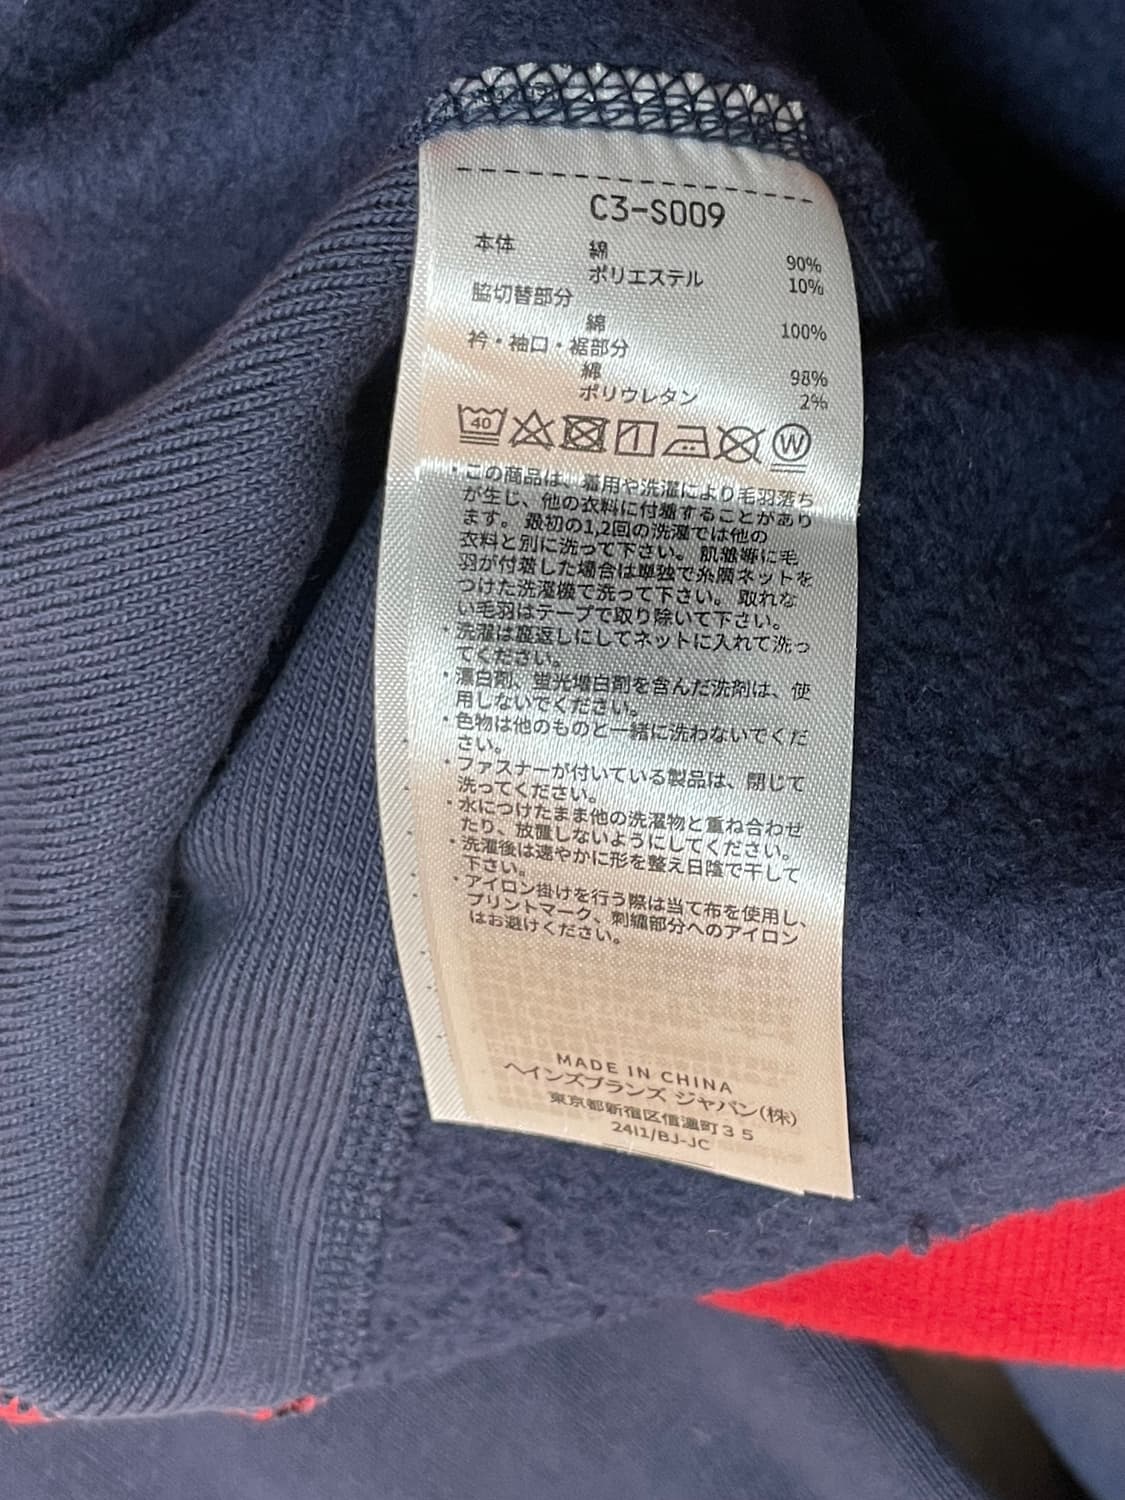 C3-S009
本体 綿 90%
ポリエステル 10%
脇切替部分
綿 100%
衿・袖口・裾部分
綿 98%
ポリウレタン 2%
40 W
・この商品は、着用や洗濯により毛羽落ち
が生じ、他の衣料に付着することがあり
ます。最初の1,2回の洗濯では他の
衣料と別に洗って下さい。肌着等に毛
羽が付着した場合は単独で糸屑ネットを
つけた洗濯機で洗って下さい。取れな
い毛羽はテープで取り除いて下さい。
・洗濯は裏返しにしてネットに入れて洗っ
てください。
・漂白剤、蛍光増白剤を含んだ洗剤は、使
用しないでください。
・色物は他のものと一緒に洗わないでくだ
さい。
・ファスナーが付いている製品は、閉じて
洗ってください。
・水につけたまま他の洗濯物と重ね合わせ
たり、放置しないようにしてください。
・洗濯後は速やかに形を整え日陰で干して
下さい。
・アイロン掛けを行う際は当て布を使用し、
プリントマーク、刺繍部分へのアイロン
はお避けください。
MADE IN CHINA
ヘインズブランズ ジャパン(株)
東京都新宿区信濃町35
24I1/BJ-JC